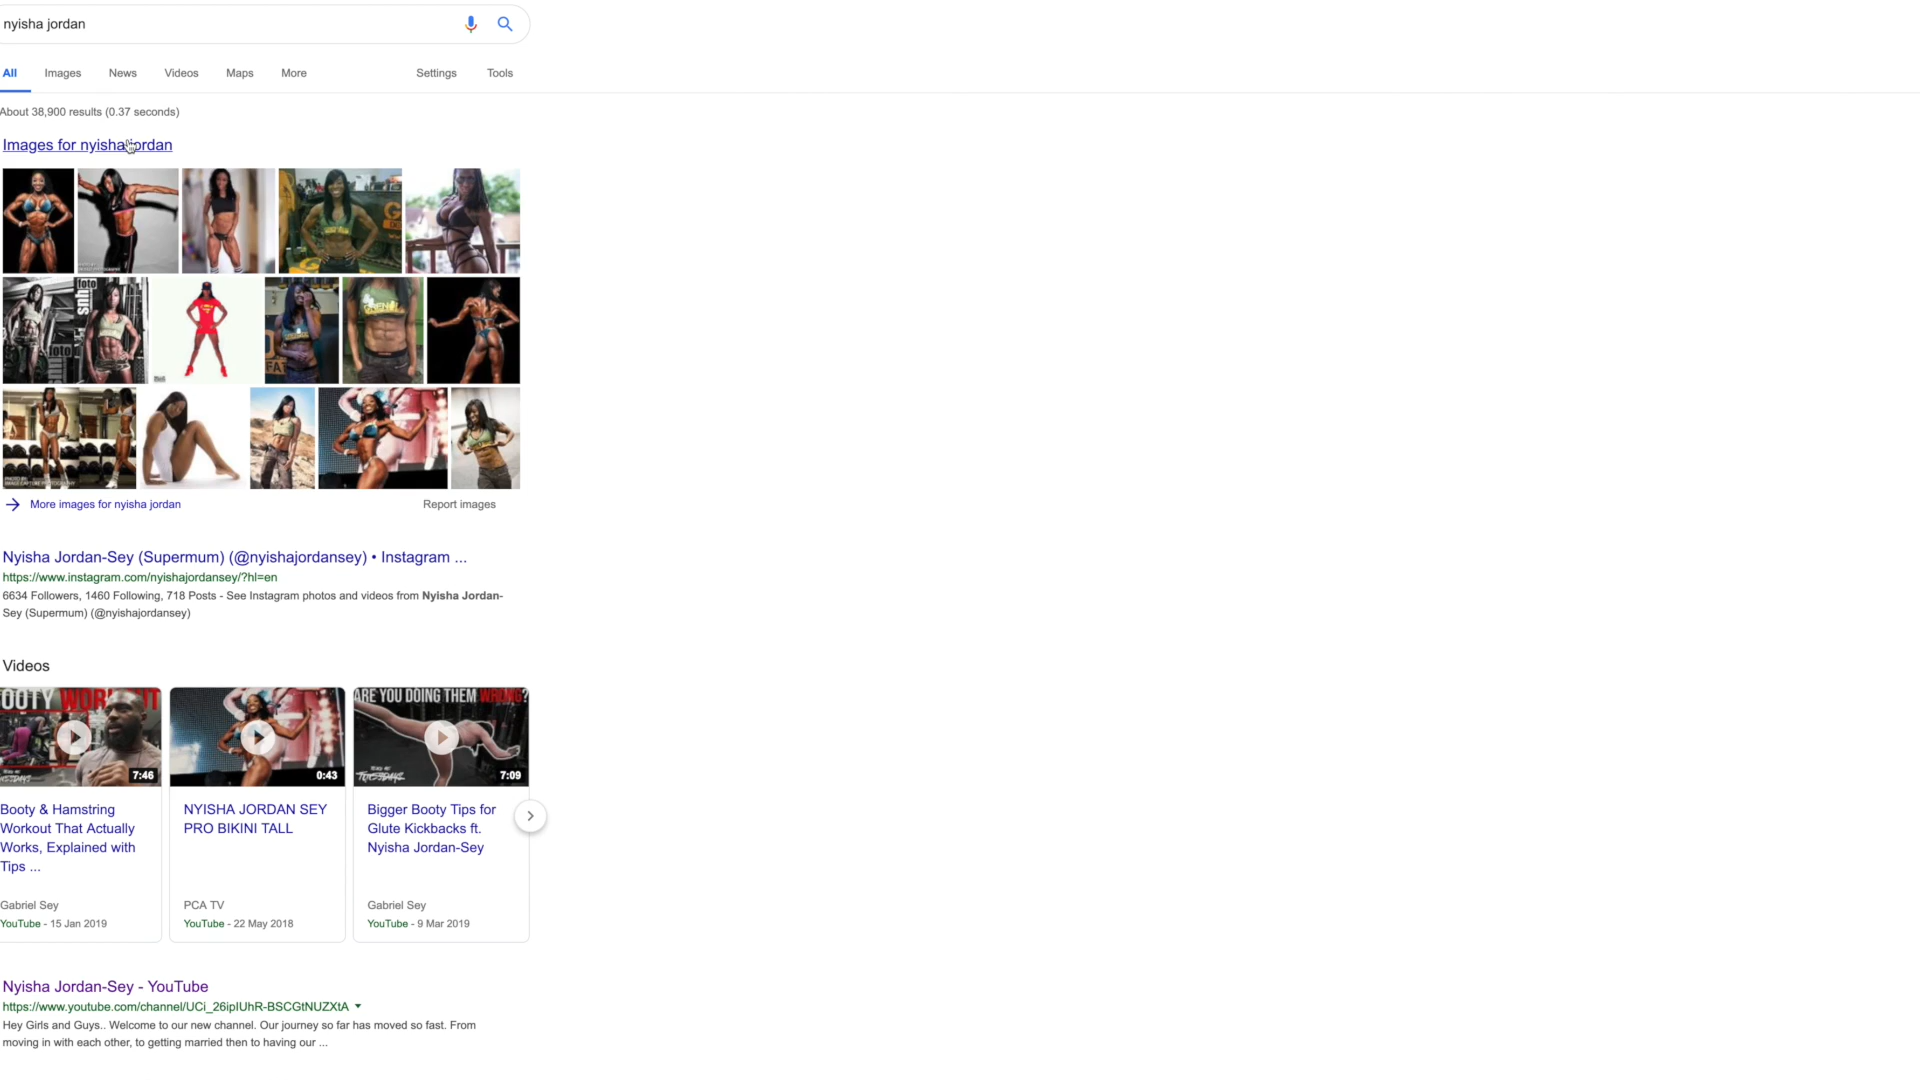 nyisha jordan
All Images News Videos Maps More Settings Tools
About 38,900 results (0.37 seconds)
Images for nyisha jordan
foto
foto
More images for nyisha jordan
Report images
Nyisha Jordan-Sey (Supermum) (@nyishajordansey) • Instagram ...
https://www.instagram.com/nyishajordansey/?hl=en
6634 Followers, 1460 Following, 718 Posts - See Instagram photos and videos from Nyisha Jordan-
Sey (Supermum) (@nyishajordansey)
Videos
OOTY WORKOUT
7:46
0:43
ARE YOU DOING THEM WRONG?
7:09
Booty & Hamstring
Workout That Actually
Works, Explained with
Tips ...
Gabriel Sey
YouTube - 15 Jan 2019
NYISHA JORDAN SEY
PRO BIKINI TALL
PCA TV
YouTube - 22 May 2018
Bigger Booty Tips for
Glute Kickbacks ft.
Nyisha Jordan-Sey
Gabriel Sey
YouTube - 9 Mar 2019
Nyisha Jordan-Sey - YouTube
https://www.youtube.com/channel/UCi_26ipIUhR-BSCGtNUZXtA
Hey Girls and Guys.. Welcome to our new channel. Our journey so far has moved so fast. From
moving in with each other, to getting married then to having our ...